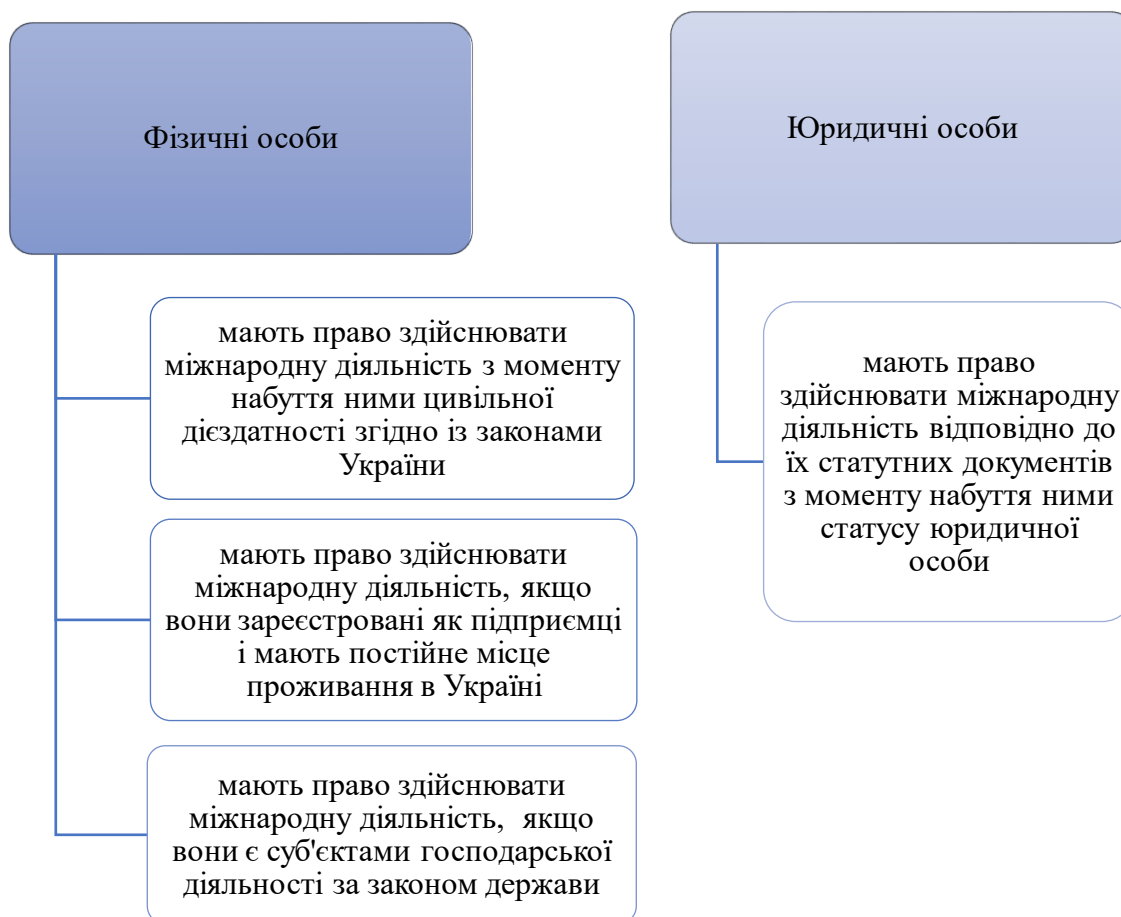 Фізичні особи
мають право здійснювати
міжнародну діяльність з моменту
набуття ними цивільної
дієздатності згідно із законами
України
мають право здійснювати
міжнародну діяльність, якщо
вони зареєстровані як підприємці
і мають постійне місце
проживання в Україні
мають право здійснювати
міжнародну діяльність,  якщо
вони є суб'єктами господарської
діяльності за законом держави
Юридичні особи
мають право
здійснювати міжнародну
діяльність відповідно до
їх статутних документів
з моменту набуття ними
статусу юридичної
особи